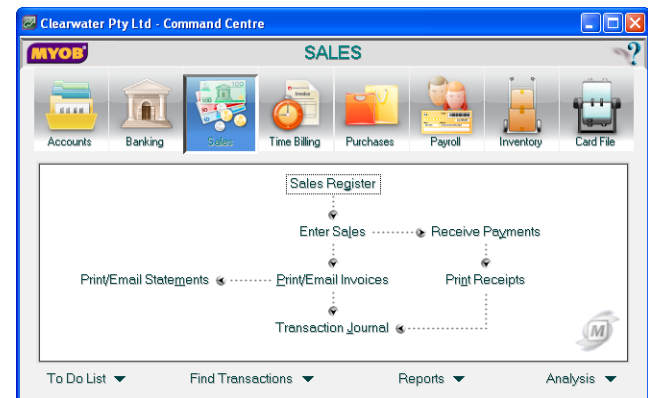 Clearwater Pty Ltd - Command Centre
MYOB SALES ?
Accounts Banking Sales Time Billing Purchases Payroll Inventory Card File
Sales Register
Enter Sales Receive Payments
Print/Email Statements Print/Email Invoices Print Receipts
Transaction Journal
M
To Do List Find Transactions Reports Analysis